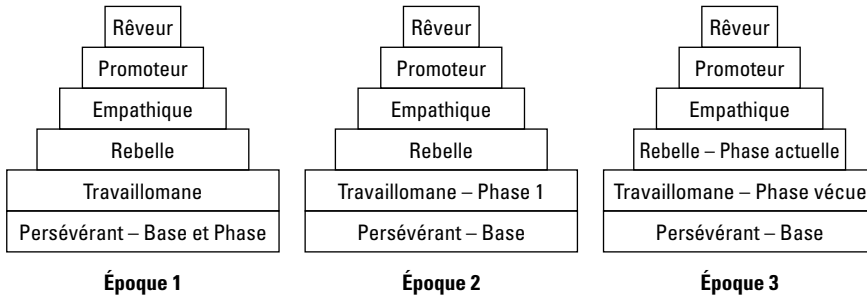 Rêveur
Promoteur
Empathique
Rebelle
Travaillomane
Persévérant – Base et Phase
Époque 1
Rêveur
Promoteur
Empathique
Rebelle
Travaillomane – Phase 1
Persévérant – Base
Époque 2
Rêveur
Promoteur
Empathique
Rebelle – Phase actuelle
Travaillomane – Phase vécue
Persévérant – Base
Époque 3